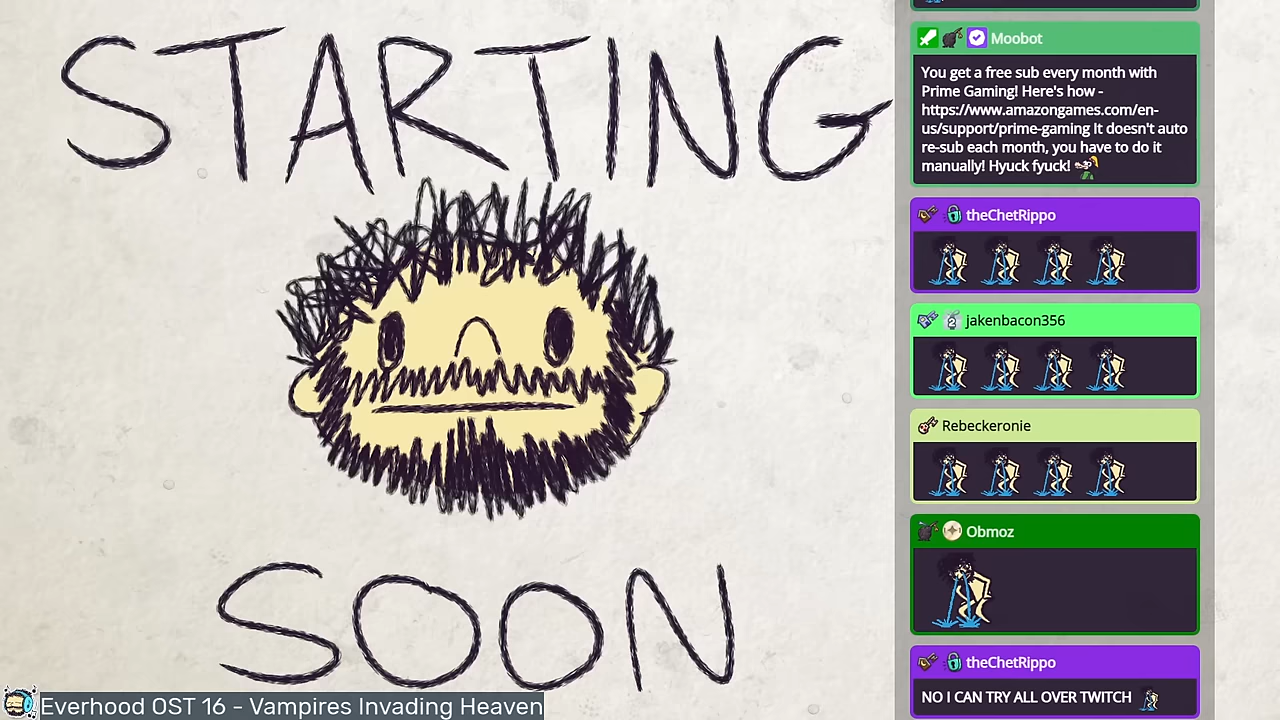 STARTING
SOON
Everhood OST 16 - Vampires Invading Heaven
Moobot
You get a free sub every month with
Prime Gaming! Here's how -
https://www.amazongames.com/en-
us/support/prime-gaming It doesn't auto
re-sub each month, you have to do it
manually! Hyuck fyuck!
theChetRippo
2 jakenbacon356
Rebeckeronie
Obmoz
theChetRippo
NO I CAN TRY ALL OVER TWITCH